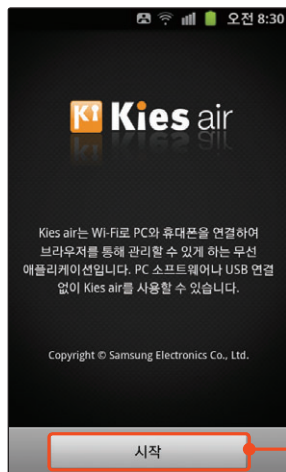 오전 8:30
Kies air
Kies air는 Wi-Fi로 PC와 휴대폰을 연결하여
브라우저를 통해 관리할 수 있게 하는 무선
애플리케이션입니다. PC 소프트웨어나 USB 연결
없이 Kies air를 사용할 수 있습니다.
Copyright © Samsung Electronics Co., Ltd.
시작